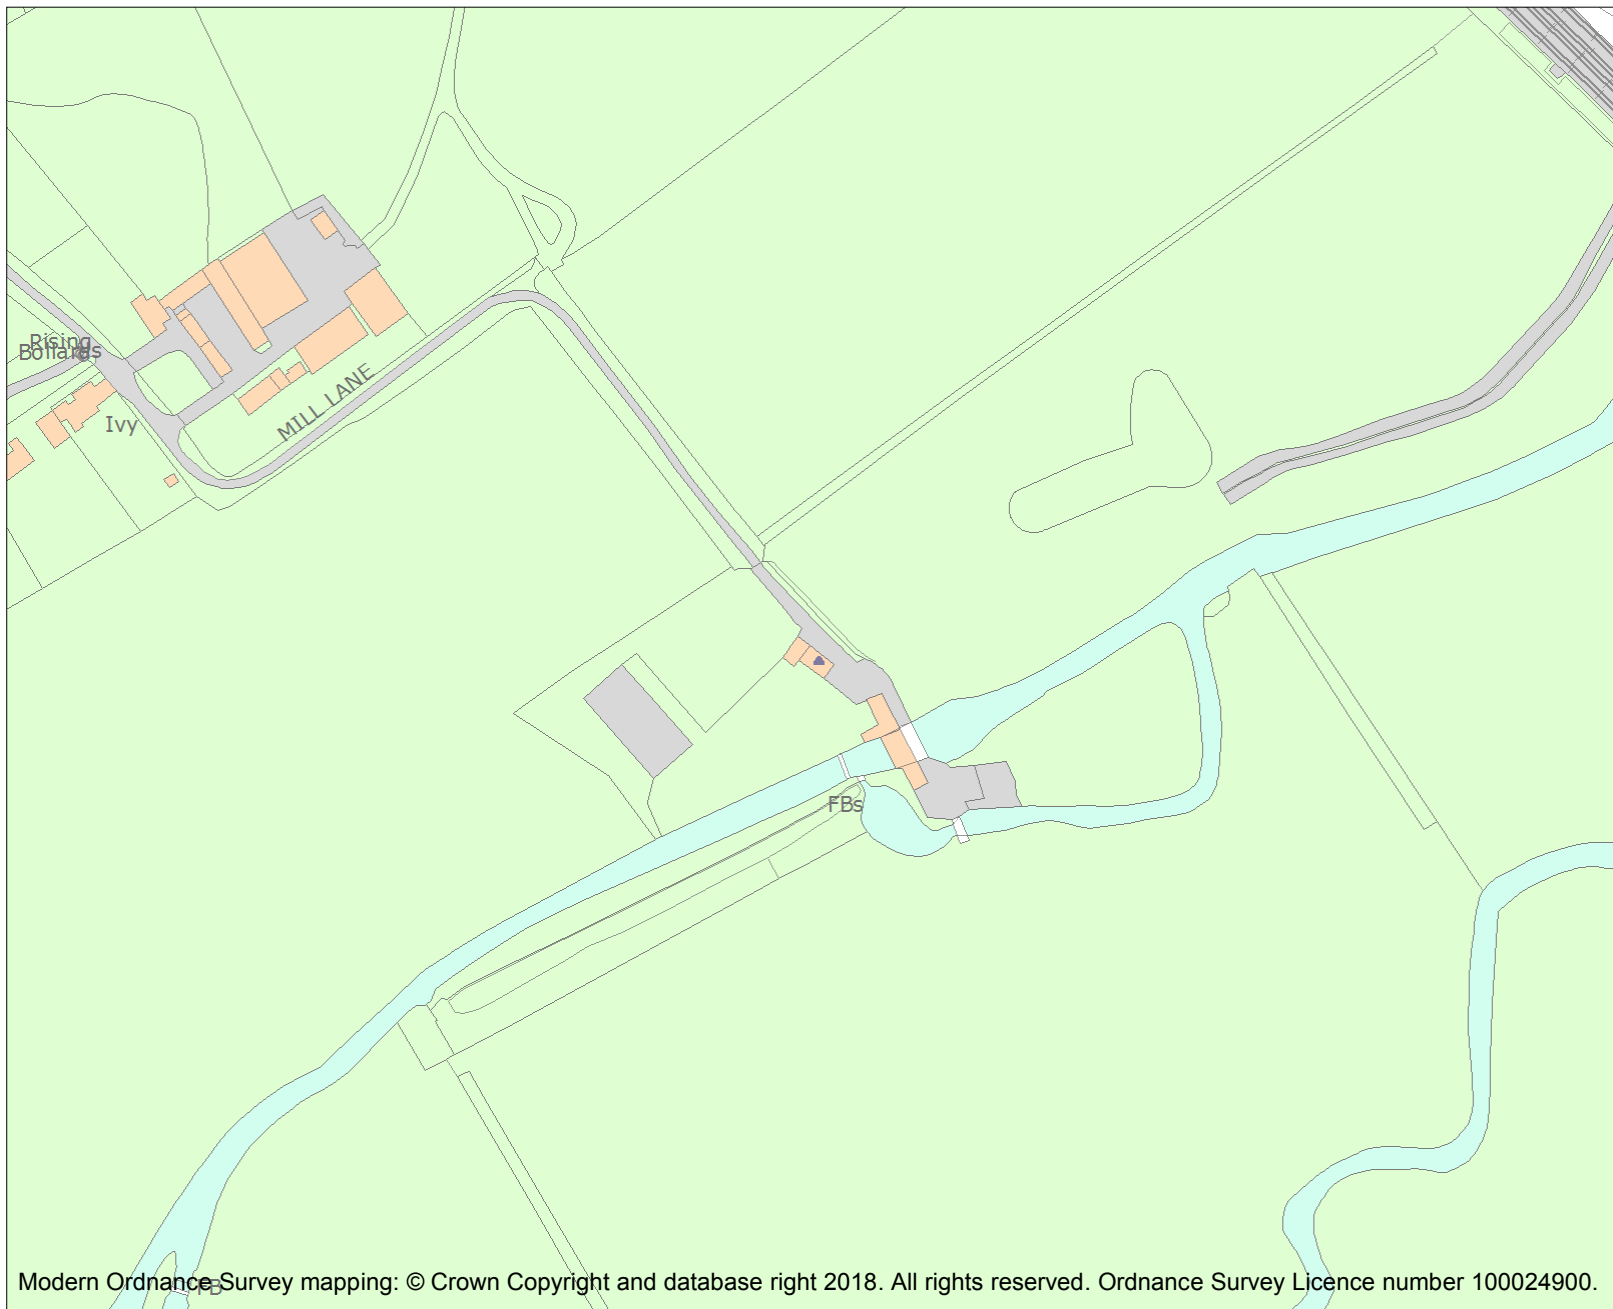 Rising
Bollards
Ivy
MILL LANE
FBs
FB
Modern Ordnance Survey mapping: © Crown Copyright and database right 2018. All rights reserved. Ordnance Survey Licence number 100024900.